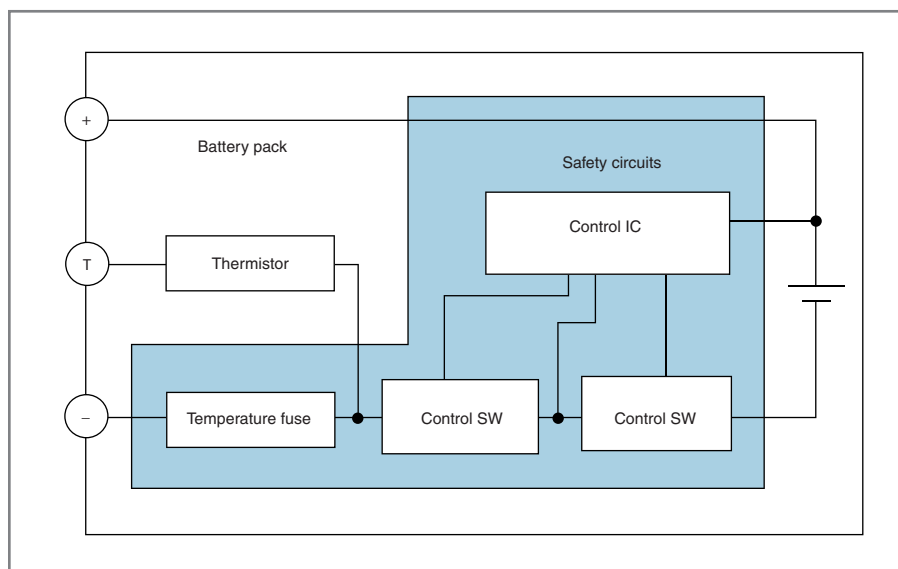 +
Battery pack
Safety circuits
Control IC
T
Thermistor
−
Temperature fuse
Control SW
Control SW